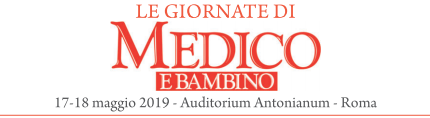 LE GIORNATE DI
MEDICO
E BAMBINO
17-18 maggio 2019 - Auditorium Antonianum - Roma